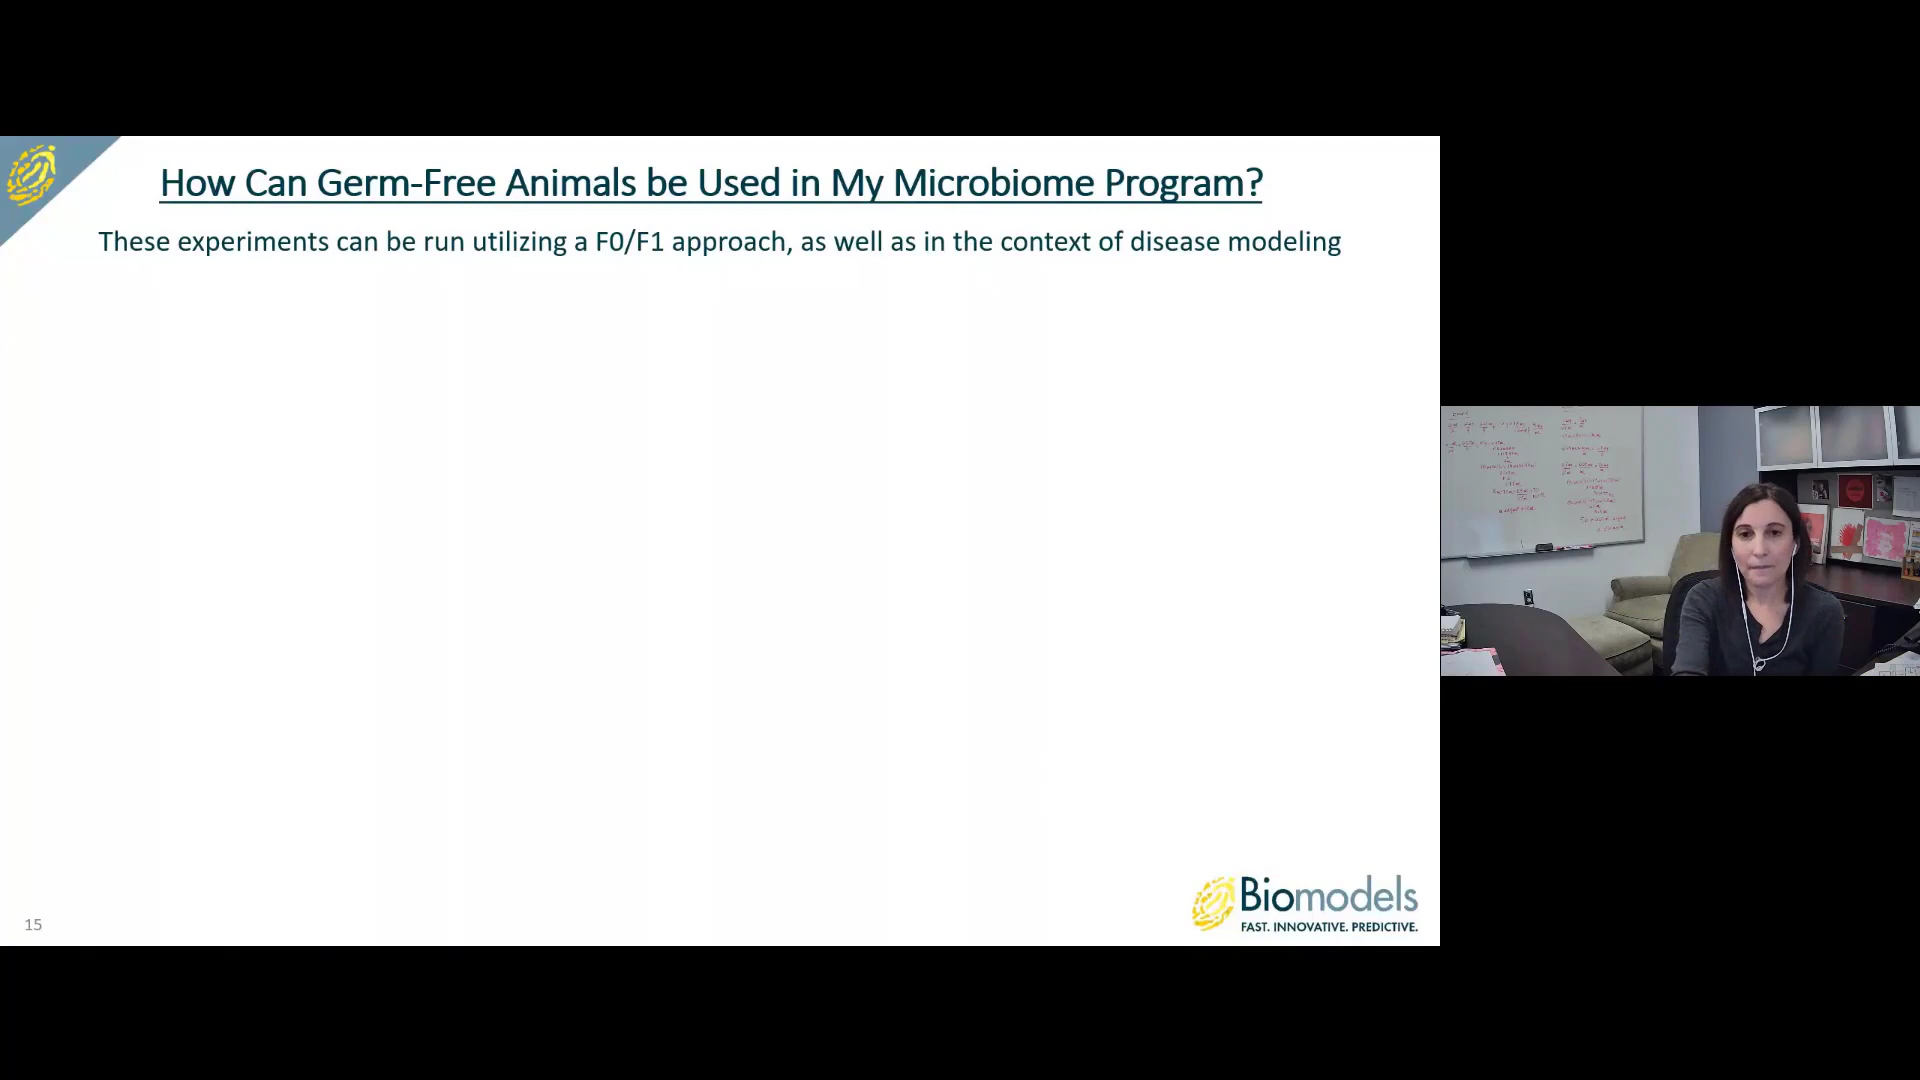 How Can Germ-Free Animals be Used in My Microbiome Program?
These experiments can be run utilizing a F0/F1 approach, as well as in the context of disease modeling
Biomodels
FAST. INNOVATIVE. PREDICTIVE.
15